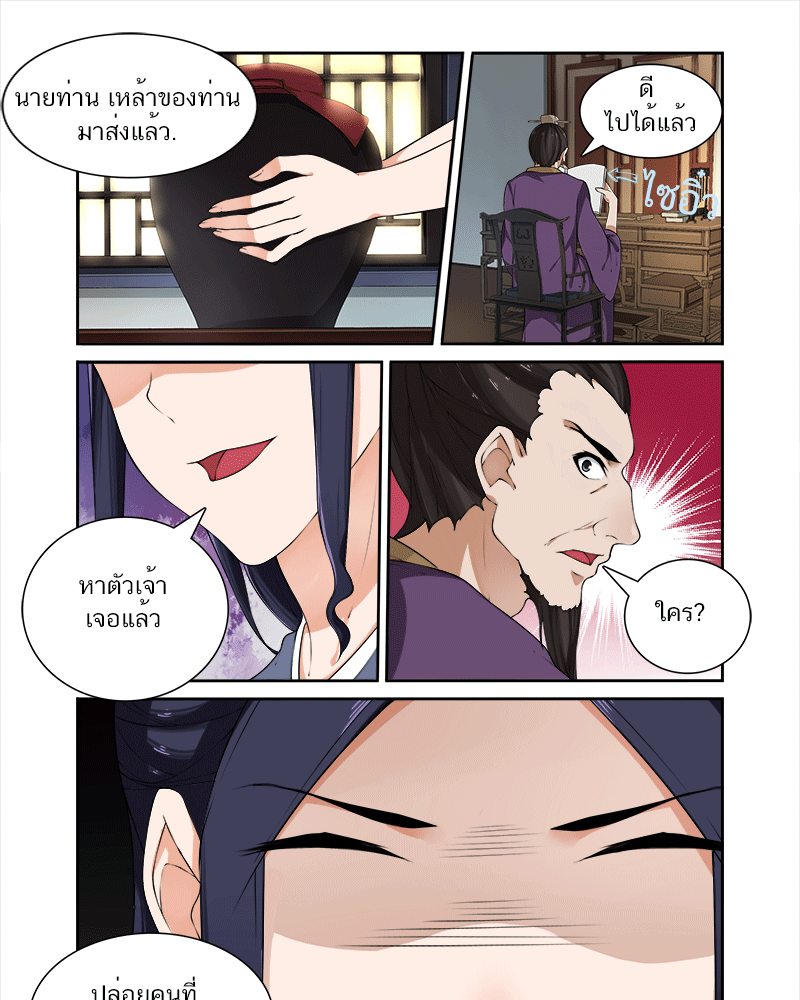 นายท่าน เหล้าของท่าน
มาส่งแล้ว.
ดี
ไปได้แล้ว
ไซอิ๋ว
หาตัวเจ้า
เจอแล้ว
ใคร?
ปล่อยคนที่